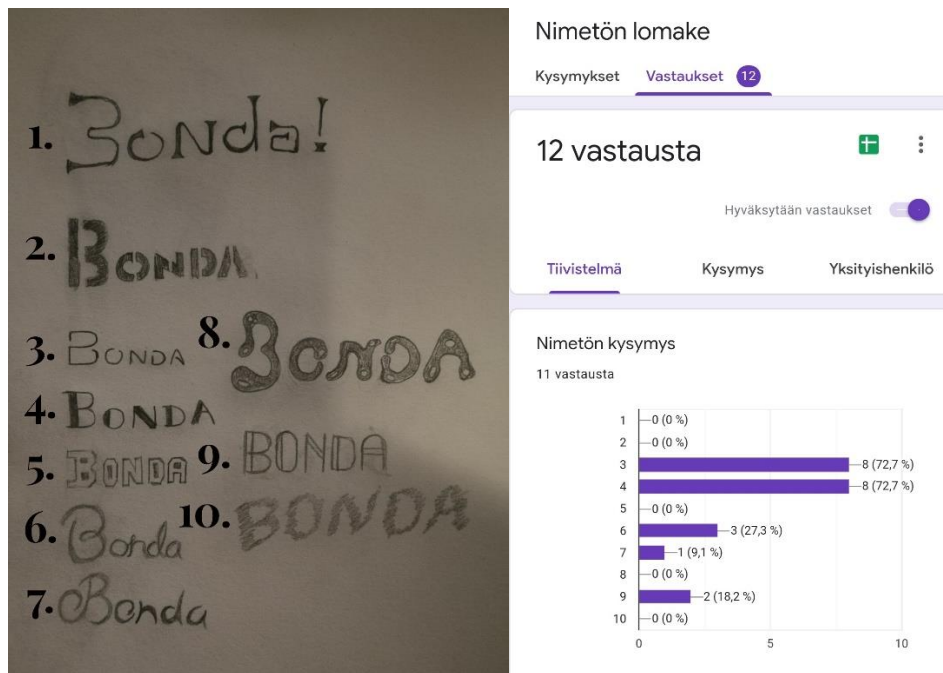 1. Bonda!
2. BONDA
3. BONDA
4. BONDA
5. BONDA
6. Bonda
7. Bonda
8. BONDA
9. BONDA
10. BONDA
Nimetön lomake
Kysymykset Vastaukset 12
12 vastausta
Hyväksytään vastaukset
Tiivistelmä Kysymys Yksityishenkilö
Nimetön kysymys
11 vastausta
1 0 (0 %)
2 0 (0 %)
3 8 (72,7 %)
4 8 (72,7 %)
5 0 (0 %)
6 3 (27,3 %)
7 1 (9,1 %)
8 0 (0 %)
9 2 (18,2 %)
10 0 (0 %)
0 5 10